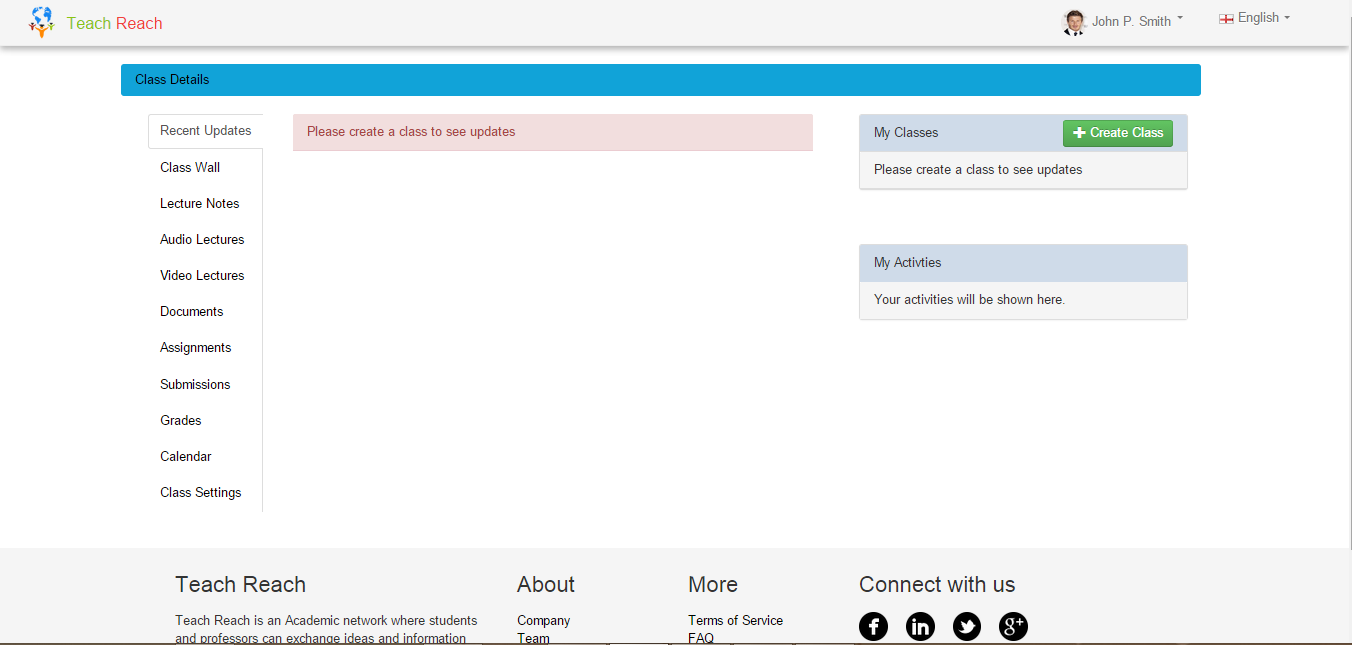 Teach Reach
John P. Smith
English
Class Details
Recent Updates
Class Wall
Lecture Notes
Audio Lectures
Video Lectures
Documents
Assignments
Submissions
Grades
Calendar
Class Settings
Please create a class to see updates
My Classes
Create Class
Please create a class to see updates
My Activties
Your activities will be shown here.
Teach Reach
Teach Reach is an Academic network where students
and professors can exchange ideas and information
About
Company
Team
More
Terms of Service
FAQ
Connect with us